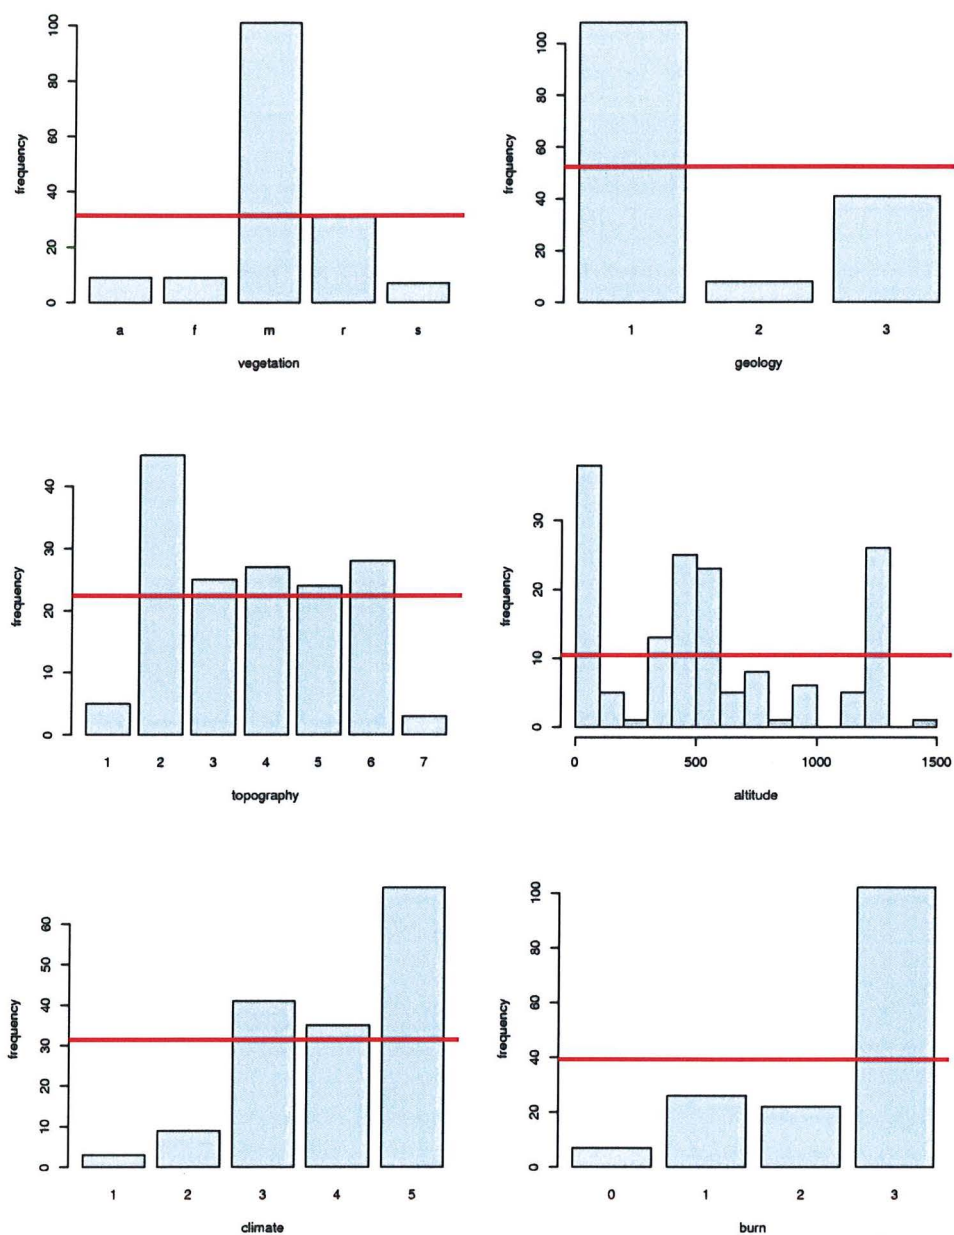 frequency
0 20 40 60 80 100
a f m r s
vegetation
frequency
0 20 40 60 80 100
1 2 3
geology
frequency
0 10 20 30 40
1 2 3 4 5 6 7
topography
frequency
0 10 20 30
0 500 1000 1500
altitude
frequency
0 10 20 30 40 50 60
1 2 3 4 5
climate
frequency
0 20 40 60 80 100
0 1 2 3
burn